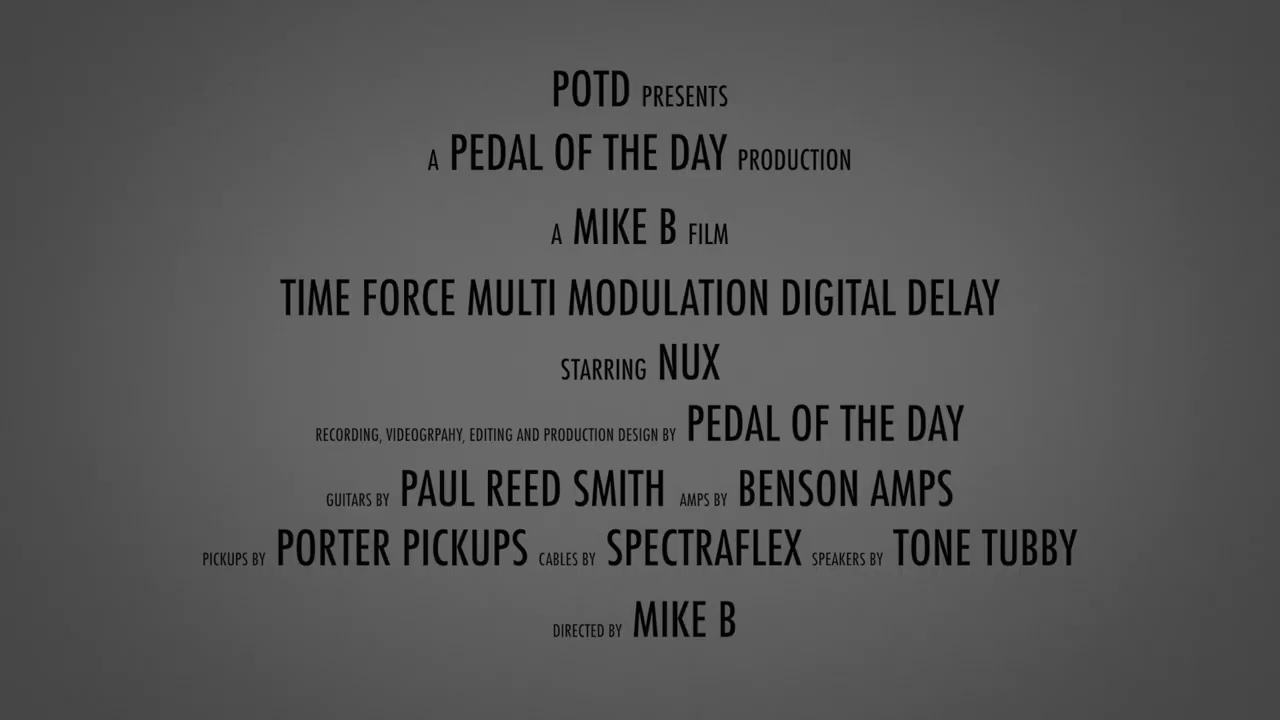 POTD PRESENTS
A PEDAL OF THE DAY PRODUCTION
A MIKE B FILM
TIME FORCE MULTI MODULATION DIGITAL DELAY
STARRING NUX
RECORDING, VIDEOGRPAHY, EDITING AND PRODUCTION DESIGN BY PEDAL OF THE DAY
GUITARS BY PAUL REED SMITH AMPS BY BENSON AMPS
PICKUPS BY PORTER PICKUPS CABLES BY SPECTRAFLEX SPEAKERS BY TONE TUBBY
DIRECTED BY MIKE B